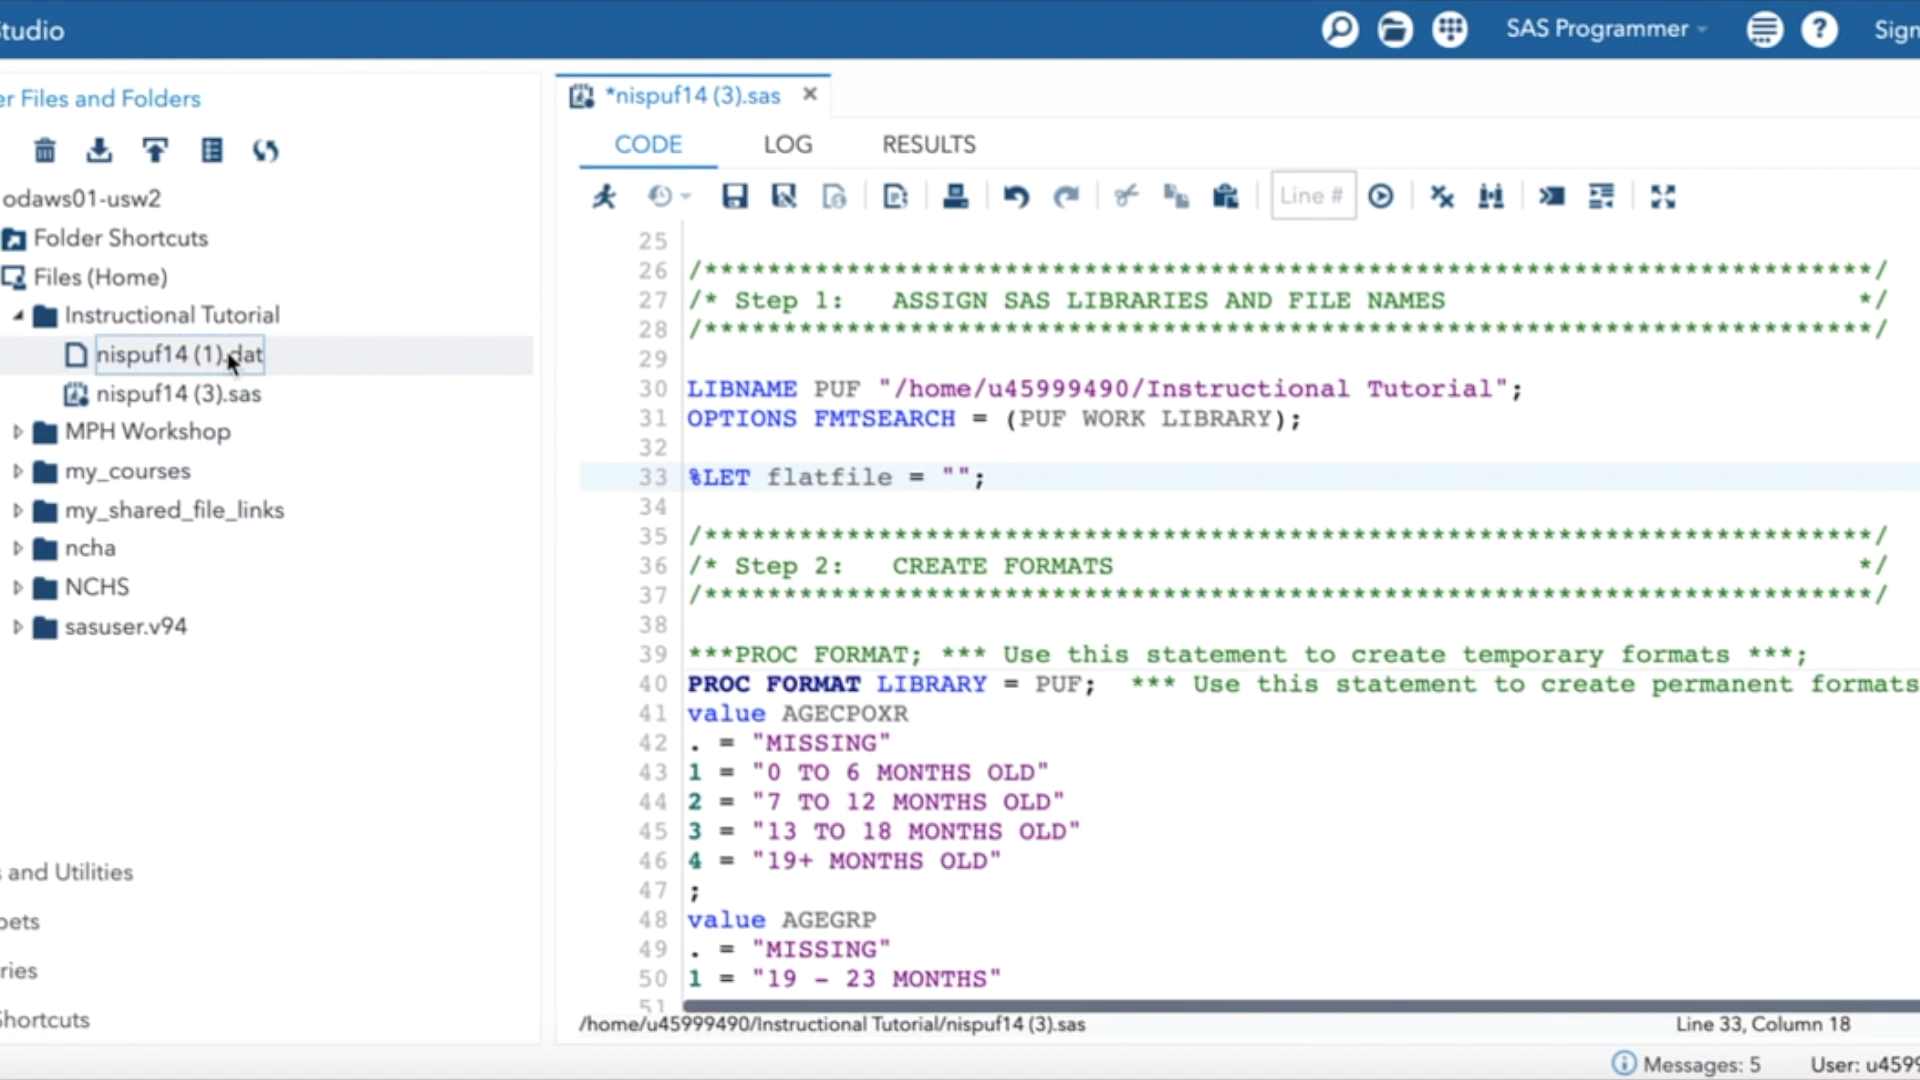 Studio
SAS Programmer
Sign
er Files and Folders
odaws01-usw2
Folder Shortcuts
Files (Home)
Instructional Tutorial
nispuf14 (1).dat
nispuf14 (3).sas
MPH Workshop
my_courses
my_shared_file_links
ncha
NCHS
sasuser.v94
s and Utilities
pets
ries
Shortcuts
*nispuf14 (3).sas
CODE LOG RESULTS
Line #
25
26 /**************************************************************************/
27 /* Step 1:   ASSIGN SAS LIBRARIES AND FILE NAMES */
28 /**************************************************************************/
29
30 LIBNAME PUF "/home/u45999490/Instructional Tutorial";
31 OPTIONS FMTSEARCH = (PUF WORK LIBRARY);
32
33 %LET flatfile = "";
34
35 /**************************************************************************/
36 /* Step 2:   CREATE FORMATS */
37 /**************************************************************************/
38
39 ***PROC FORMAT; *** Use this statement to create temporary formats ***;
40 PROC FORMAT LIBRARY = PUF;  *** Use this statement to create permanent formats
41 value AGECPOXR
42 . = "MISSING"
43 1 = "0 TO 6 MONTHS OLD"
44 2 = "7 TO 12 MONTHS OLD"
45 3 = "13 TO 18 MONTHS OLD"
46 4 = "19+ MONTHS OLD"
47 ;
48 value AGEGRP
49 . = "MISSING"
50 1 = "19 - 23 MONTHS"
51
/home/u45999490/Instructional Tutorial/nispuf14 (3).sas
Line 33, Column 18
Messages: 5
User: u4599